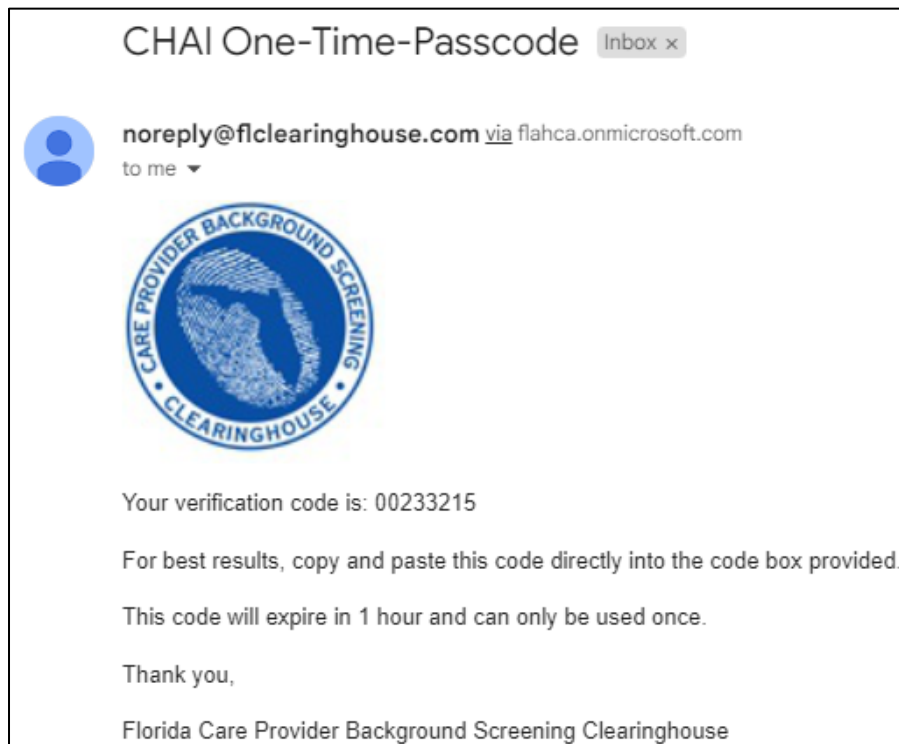 CHAI One-Time-Passcode Inbox ×
noreply@flclearinghouse.com via flahca.onmicrosoft.com
to me
CARE PROVIDER BACKGROUND SCREENING
• CLEARINGHOUSE •
Your verification code is: 00233215
For best results, copy and paste this code directly into the code box provided.
This code will expire in 1 hour and can only be used once.
Thank you,
Florida Care Provider Background Screening Clearinghouse